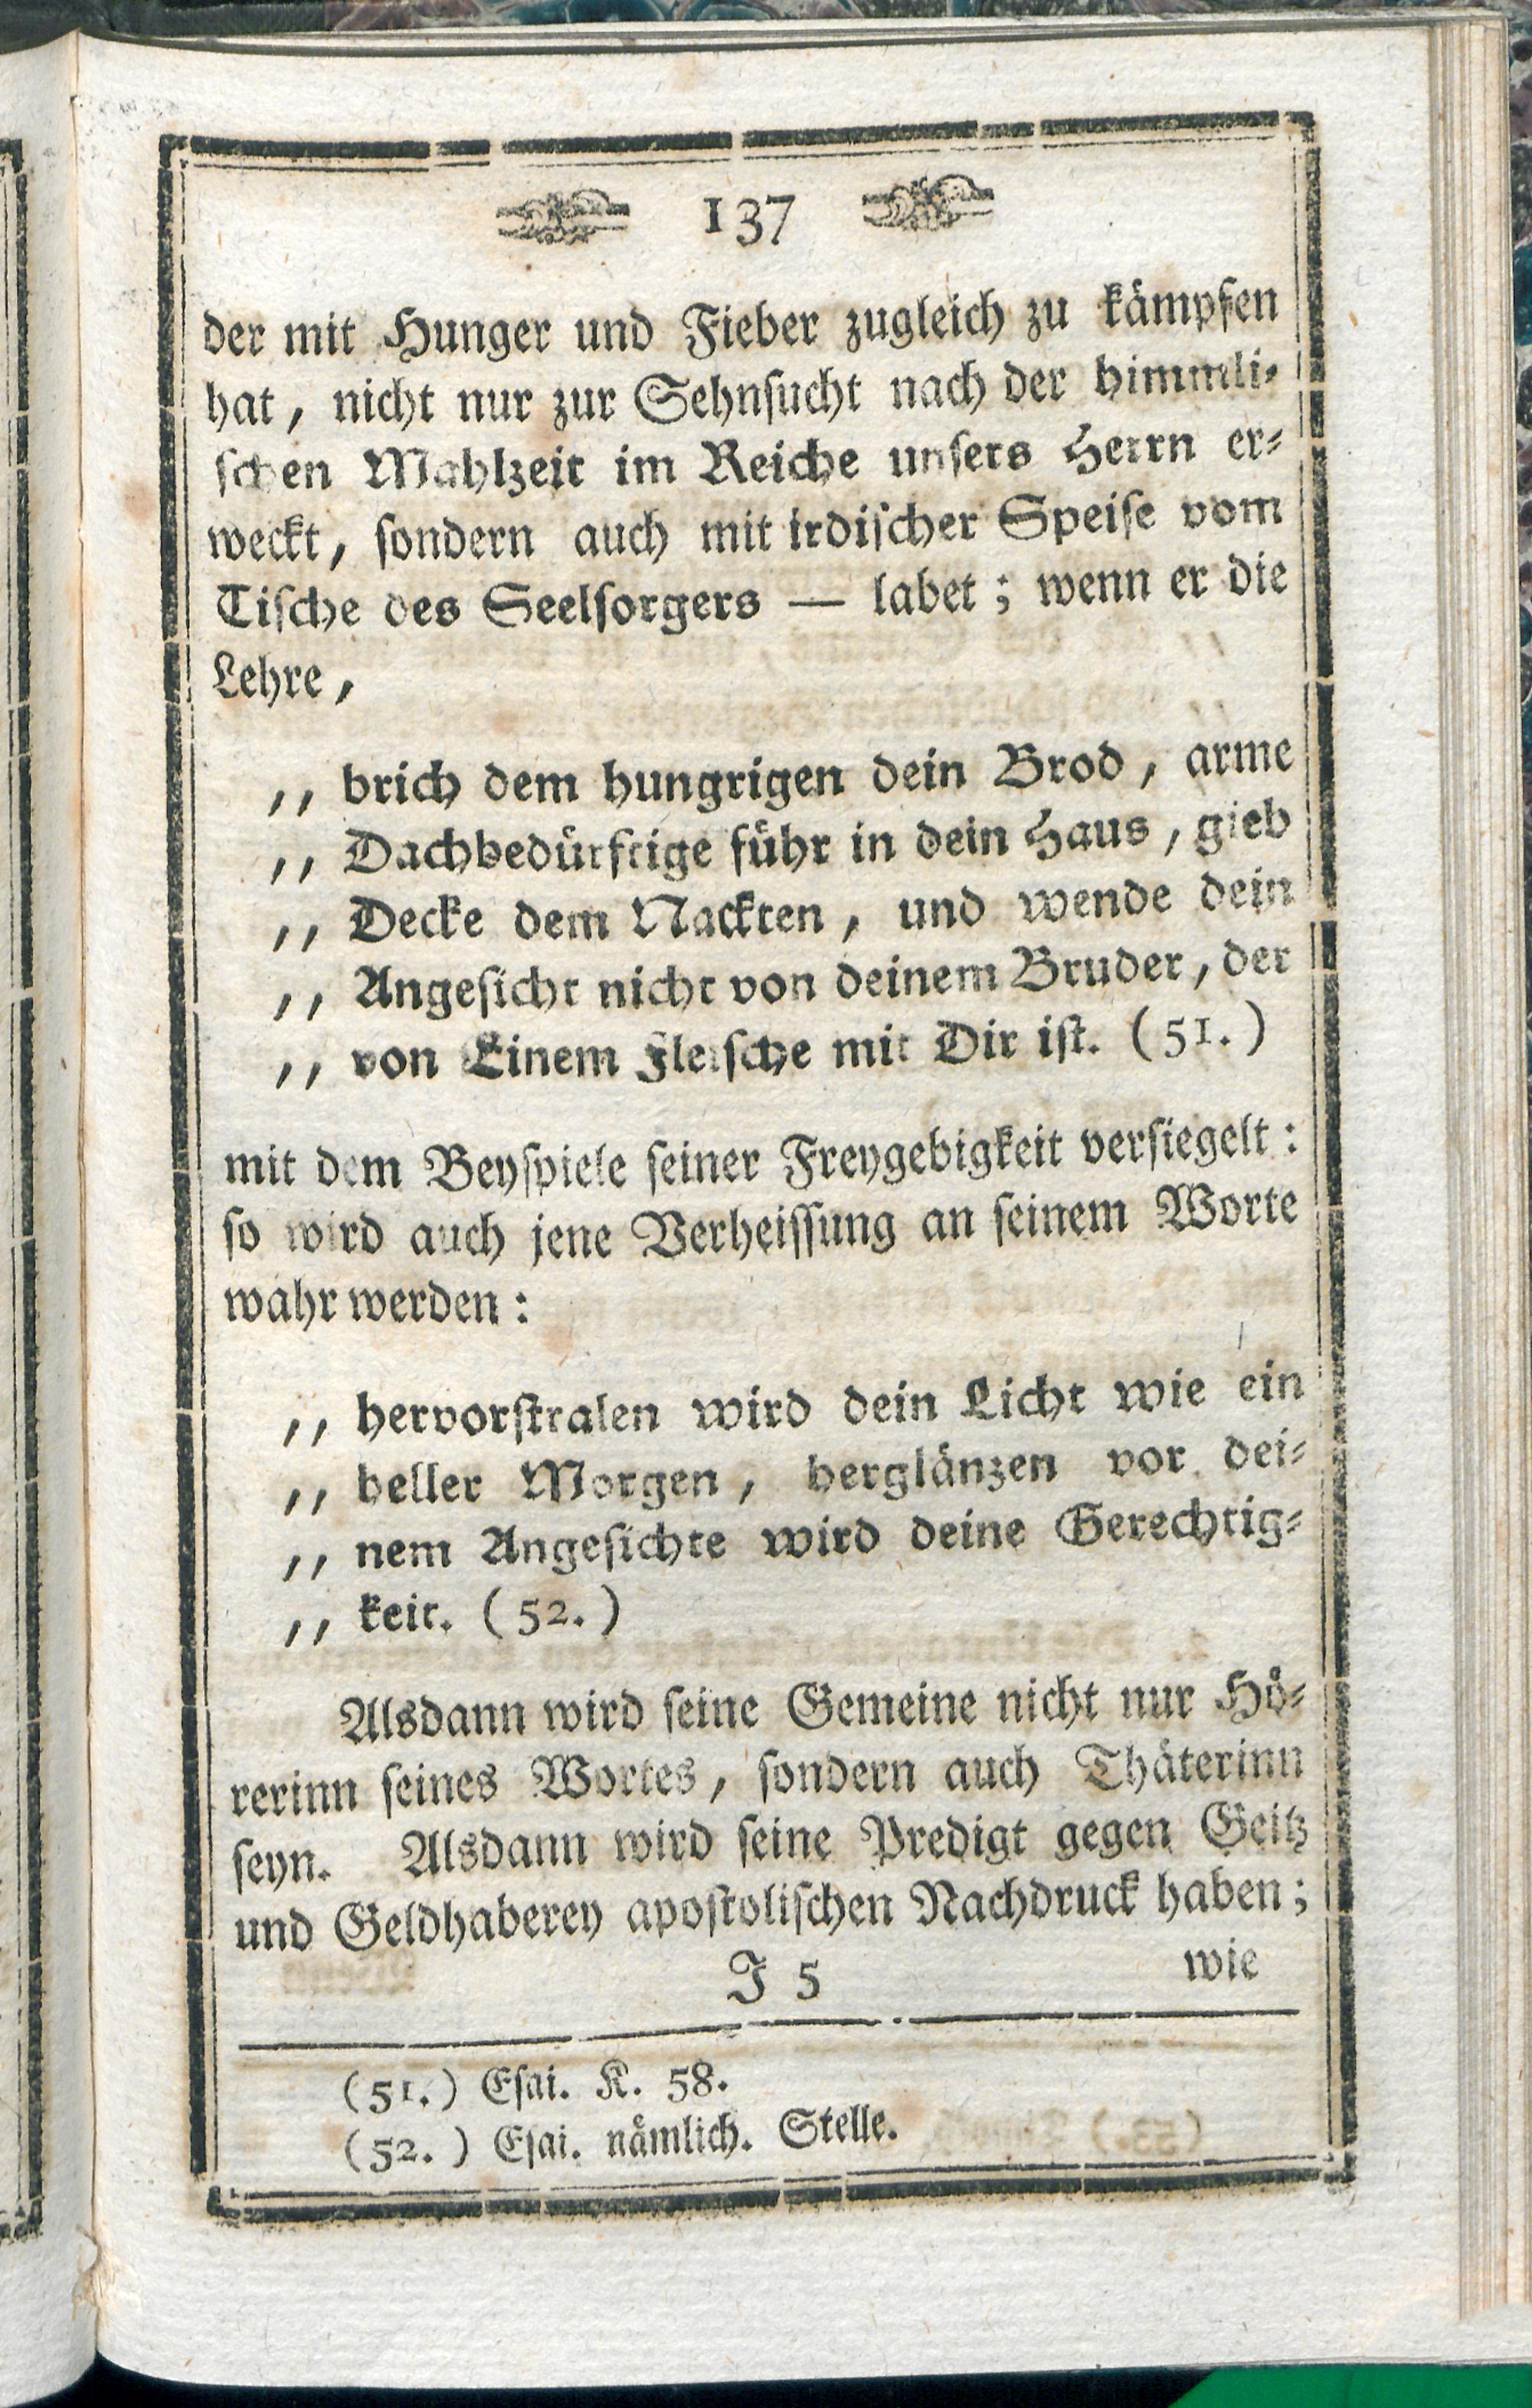 137
der mit Hunger und Fieber zugleich zu kämpfen
hat, nicht nur zur Sehnsucht nach der himmli-
schen Mahlzeit im Reiche unsers Herrn er-
weckt, sondern auch mit irdischer Speise vom
Tische des Seelsorgers — labet; wenn er die
Lehre,
,, brich dem hungrigen dein Brod, arme
,, Dachbedürftige führ in dein Haus, gieb
,, Decke dem Nackten, und wende dein
,, Angesicht nicht von deinem Bruder, der
,, von Einem Fleische mit Dir ist. (51.)
mit dem Beyspiele seiner Freygebigkeit versiegelt:
so wird auch jene Verheissung an seinem Worte
wahr werden:
,, hervorstralen wird dein Licht wie ein
,, heller Morgen, herglänzen vor dei-
,, nem Angesichte wird deine Gerechtig-
,, keit. (52.)
Alsdann wird seine Gemeine nicht nur Hö-
rerinn seines Wortes, sondern auch Thäterinn
seyn. Alsdann wird seine Predigt gegen Geitz
und Geldhaberey apostolischen Nachdruck haben;
J 5 wie
(51.) Esai. K. 58.
(52.) Esai. nämlich. Stelle.